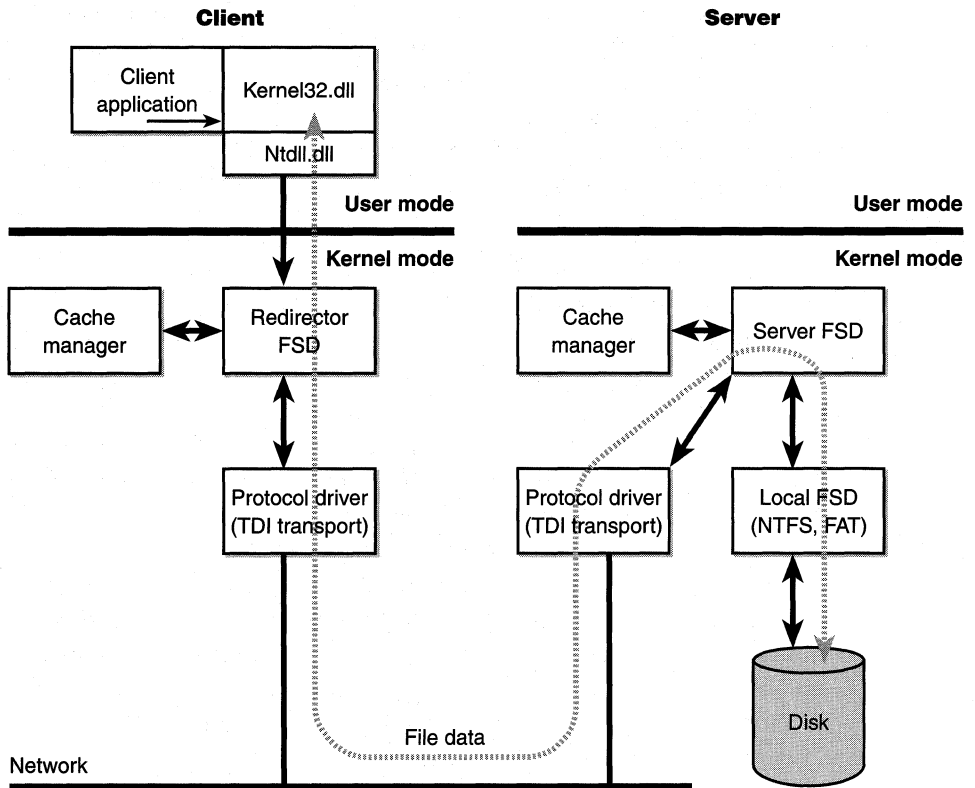 Client
Server
Client
application
Kernel32.dll
Ntdll.dll
User mode
User mode
Kernel mode
Kernel mode
Cache
manager
Redirector
FSD
Cache
manager
Server FSD
Protocol driver
(TDI transport)
Protocol driver
(TDI transport)
Local FSD
(NTFS, FAT)
Disk
File data
Network